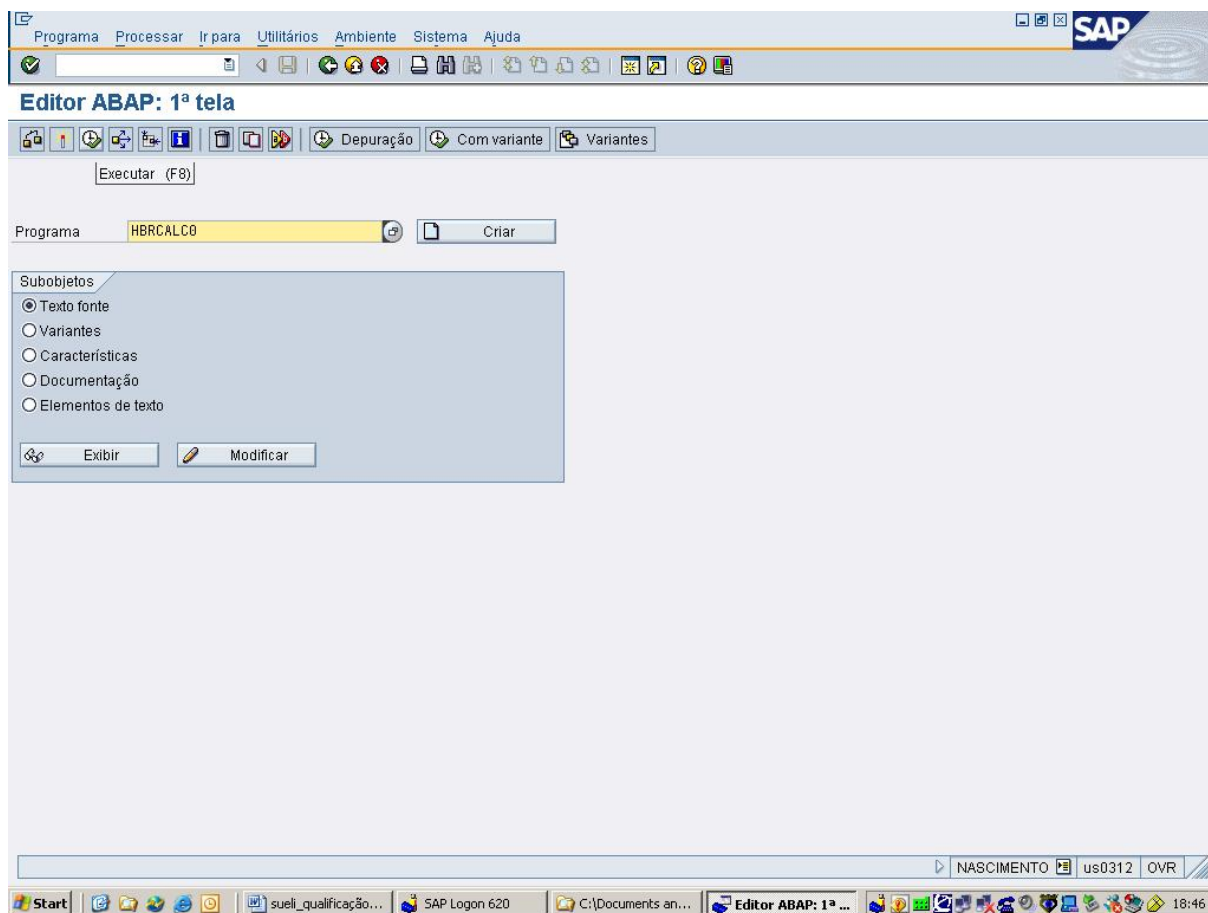 Programa Processar Ir para Utilitários Ambiente Sistema Ajuda
SAP
Editor ABAP: 1ª tela
Depuração Com variante Variantes
Executar (F8)
Programa HBRCALC0 Criar
Subobjetos
Texto fonte
Variantes
Características
Documentação
Elementos de texto
Exibir Modificar
NASCIMENTO us0312 OVR
Start sueli_qualificação... SAP Logon 620 C:\Documents an... Editor ABAP: 1ª ... 18:46